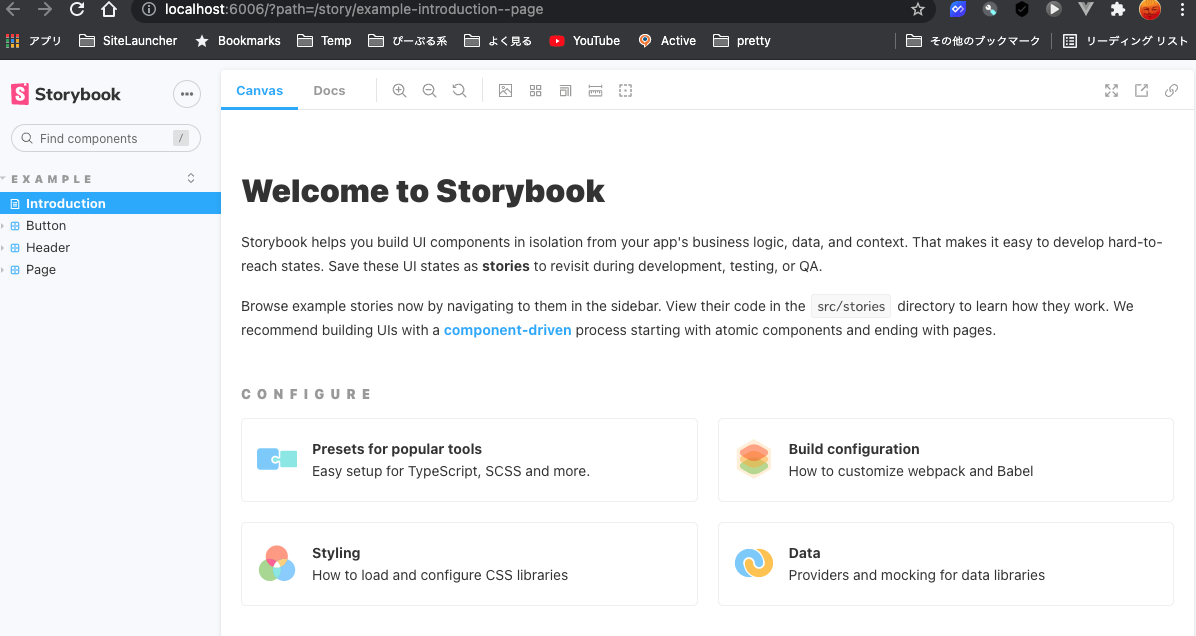 localhost:6006/?path=/story/example-introduction--page
アプリ SiteLauncher Bookmarks Temp ぴーぷる系 よく見る YouTube Active pretty その他のブックマーク リーディング リスト
Storybook
Canvas Docs
Find components /
EXAMPLE
Introduction
Button
Header
Page
Welcome to Storybook
Storybook helps you build UI components in isolation from your app's business logic, data, and context. That makes it easy to develop hard-to-
reach states. Save these UI states as stories to revisit during development, testing, or QA.
Browse example stories now by navigating to them in the sidebar. View their code in the src/stories directory to learn how they work. We
recommend building UIs with a component-driven process starting with atomic components and ending with pages.
CONFIGURE
Presets for popular tools
Easy setup for TypeScript, SCSS and more.
Build configuration
How to customize webpack and Babel
Styling
How to load and configure CSS libraries
Data
Providers and mocking for data libraries